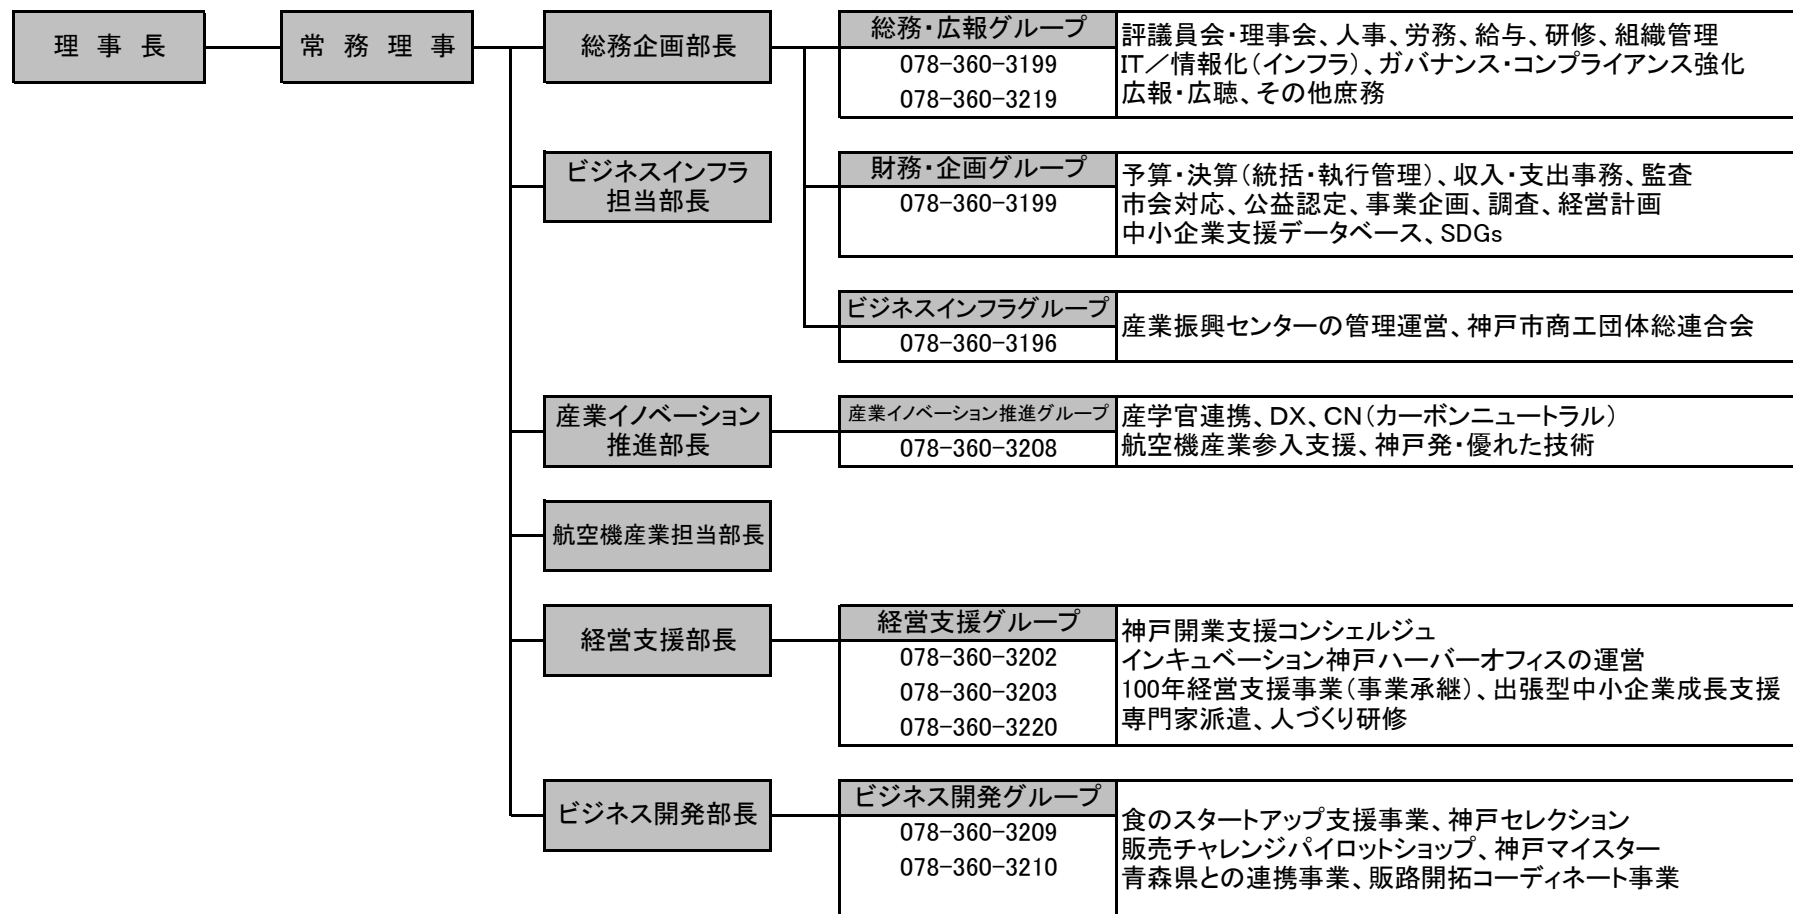 理 事 長
常 務 理 事
総務企画部長
総務・広報グループ
078-360-3199
078-360-3219
評議員会・理事会、人事、労務、給与、研修、組織管理
IT／情報化（インフラ）、ガバナンス・コンプライアンス強化
広報・広聴、その他庶務
ビジネスインフラ
担当部長
財務・企画グループ
078-360-3199
予算・決算（統括・執行管理）、収入・支出事務、監査
市会対応、公益認定、事業企画、調査、経営計画
中小企業支援データベース、SDGs
ビジネスインフラグループ
078-360-3196
産業振興センターの管理運営、神戸市商工団体総連合会
産業イノベーション
推進部長
産業イノベーション推進グループ
078-360-3208
産学官連携、DX、CN（カーボンニュートラル）
航空機産業参入支援、神戸発・優れた技術
航空機産業担当部長
経営支援部長
経営支援グループ
078-360-3202
078-360-3203
078-360-3220
神戸開業支援コンシェルジュ
インキュベーション神戸ハーバーオフィスの運営
100年経営支援事業（事業承継）、出張型中小企業成長支援
専門家派遣、人づくり研修
ビジネス開発部長
ビジネス開発グループ
078-360-3209
078-360-3210
食のスタートアップ支援事業、神戸セレクション
販売チャレンジパイロットショップ、神戸マイスター
青森県との連携事業、販路開拓コーディネート事業